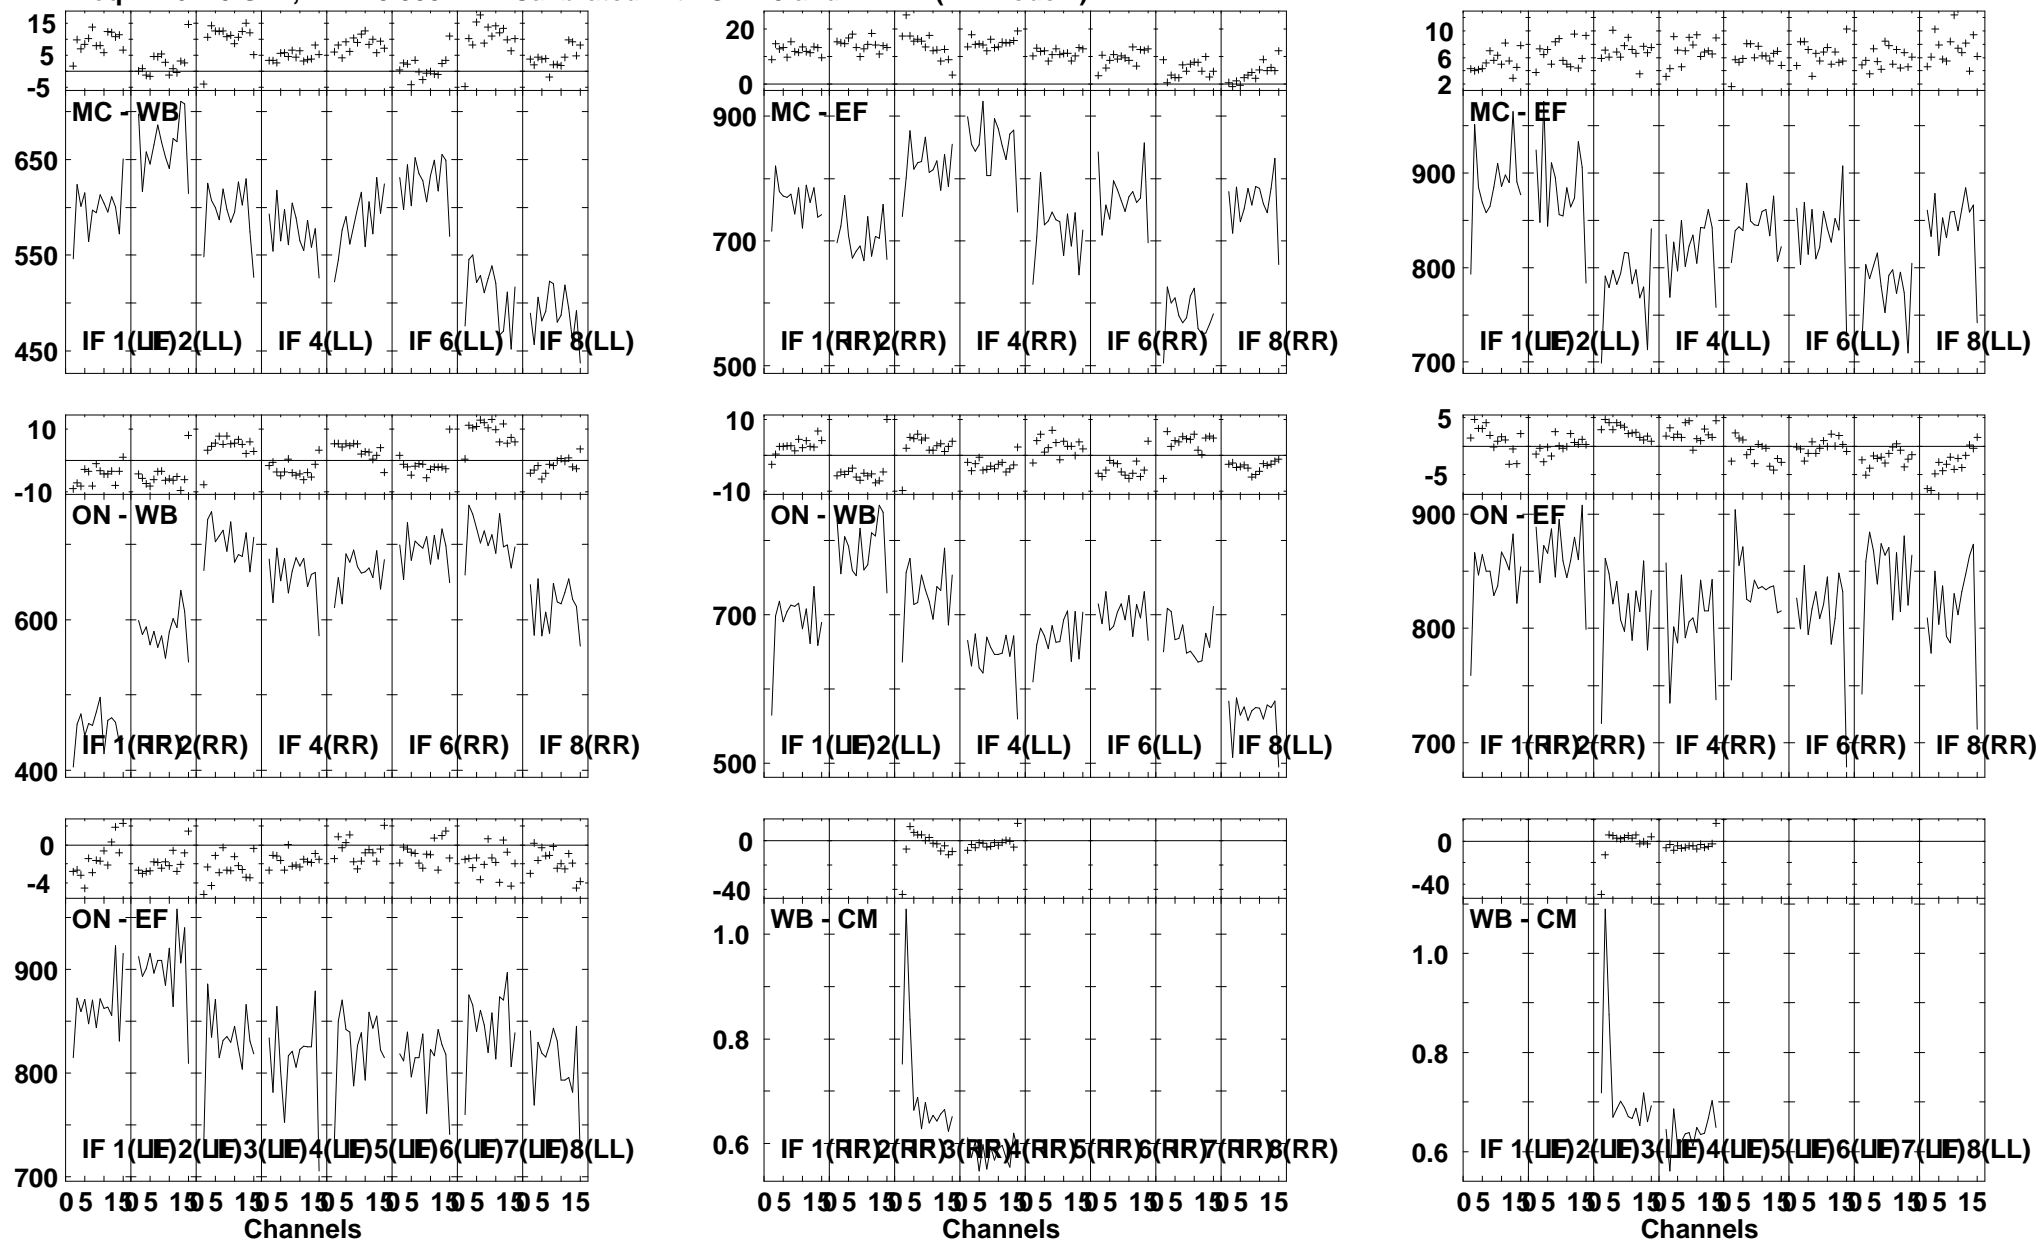 15 5 -5
MC - WB
650 550 450
IF 1(LL) IF 2(LL) IF 4(LL) IF 6(LL) IF 8(LL)
20 10 0
MC - EF
900 700 500
IF 1(RR) IF 2(RR) IF 4(RR) IF 6(RR) IF 8(RR)
10 6 2
MC - EF
900 800 700
IF 1(LL) IF 2(LL) IF 4(LL) IF 6(LL) IF 8(LL)
10 -10
ON - WB
600 400
IF 1(RR) IF 2(RR) IF 4(RR) IF 6(RR) IF 8(RR)
10 -10
ON - WB
700 500
IF 1(LL) IF 2(LL) IF 4(LL) IF 6(LL) IF 8(LL)
5 -5
ON - EF
900 800 700
IF 1(RR) IF 2(RR) IF 4(RR) IF 6(RR) IF 8(RR)
0 -4
ON - EF
900 800 700
IF 1(LL) IF 2(LL) IF 3(LL) IF 4(LL) IF 5(LL) IF 6(LL) IF 7(LL) IF 8(LL)
0 5 15 0 5 15 0 5 15 0 5 15 0 5 15 0 5 15 0 5 15 0 5 15
Channels
0 -40
WB - CM
1.0 0.8 0.6
IF 1(RR) IF 2(RR) IF 3(RR) IF 4(RR) IF 5(RR) IF 6(RR) IF 7(RR) IF 8(RR)
0 5 15 0 5 15 0 5 15 0 5 15 0 5 15 0 5 15 0 5 15 0 5 15
Channels
0 -40
WB - CM
1.0 0.8 0.6
IF 1(LL) IF 2(LL) IF 3(LL) IF 4(LL) IF 5(LL) IF 6(LL) IF 7(LL) IF 8(LL)
0 5 15 0 5 15 0 5 15 0 5 15 0 5 15 0 5 15 0 5 15 0 5 15
Channels